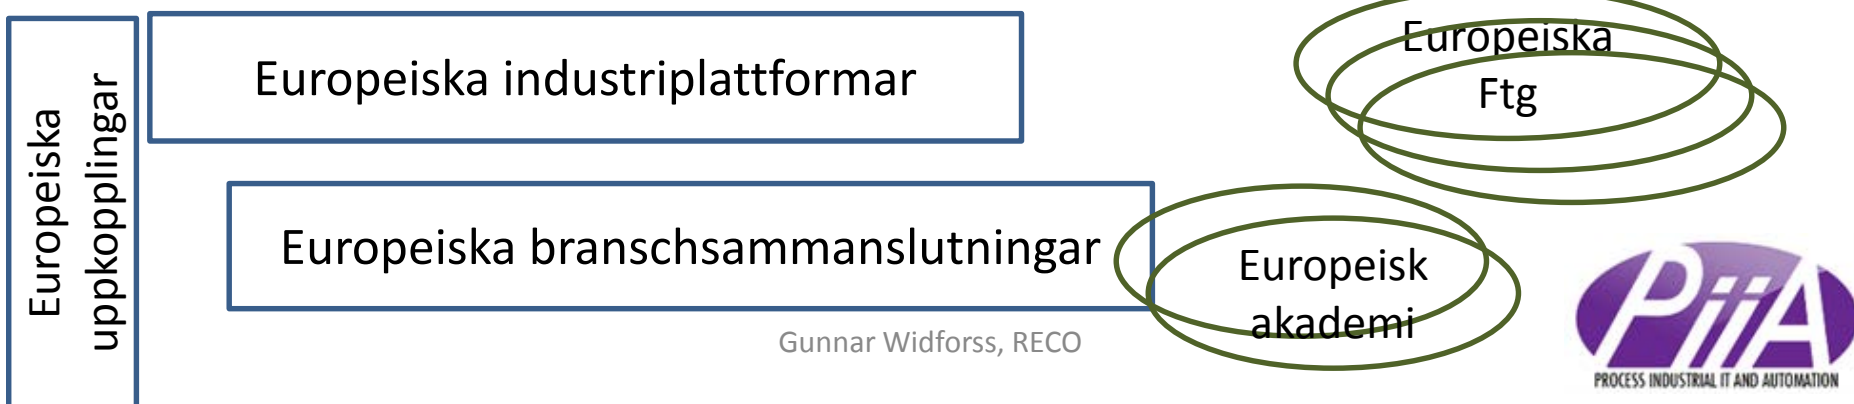 Europeiska
uppkopplingar
Europeiska industriplattformar
Europeiska
Ftg
Europeiska branschsammanslutningar
Europeisk
akademi
Gunnar Widforss, RECO
PiiA
PROCESS INDUSTRIAL IT AND AUTOMATION